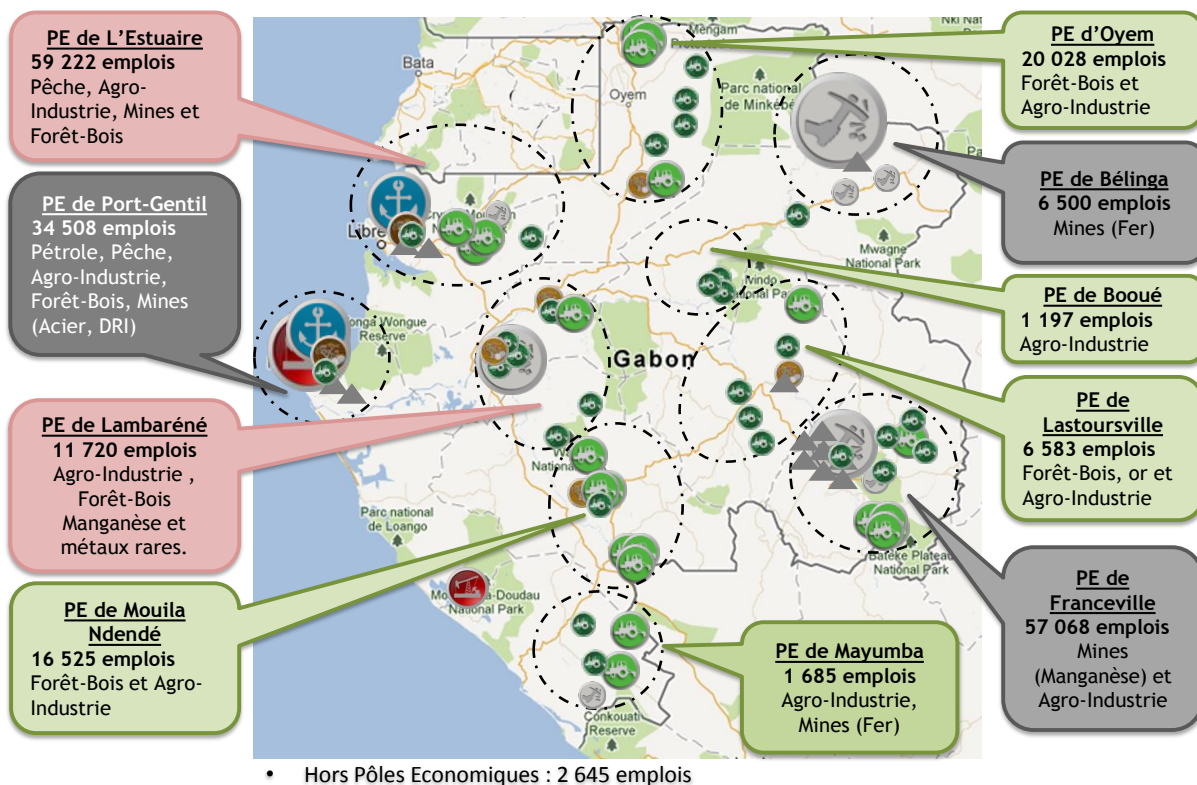 PE de L'Estuaire
59 222 emplois
Pêche, Agro-
Industrie, Mines et
Forêt-Bois
PE de Port-Gentil
34 508 emplois
Pétrole, Pêche,
Agro-Industrie,
Forêt-Bois, Mines
(Acier, DRI)
PE de Lambaréné
11 720 emplois
Agro-Industrie ,
Forêt-Bois
Manganèse et
métaux rares.
PE de Mouila
Ndendé
16 525 emplois
Forêt-Bois et Agro-
Industrie
PE d'Oyem
20 028 emplois
Forêt-Bois et
Agro-Industrie
PE de Bélinga
6 500 emplois
Mines (Fer)
PE de Booué
1 197 emplois
Agro-Industrie
PE de
Lastoursville
6 583 emplois
Forêt-Bois, or et
Agro-Industrie
PE de
Franceville
57 068 emplois
Mines
(Manganèse) et
Agro-Industrie
PE de Mayumba
1 685 emplois
Agro-Industrie,
Mines (Fer)
Bata
Mengam
Oyem
Parc national
de Minkébé
Mwagne
National Park
Reserve
Gabon
Parc national
de Loango
National Park
Bateke Plateau
National Park
Conkouati
Reserve
• Hors Pôles Economiques : 2 645 emplois